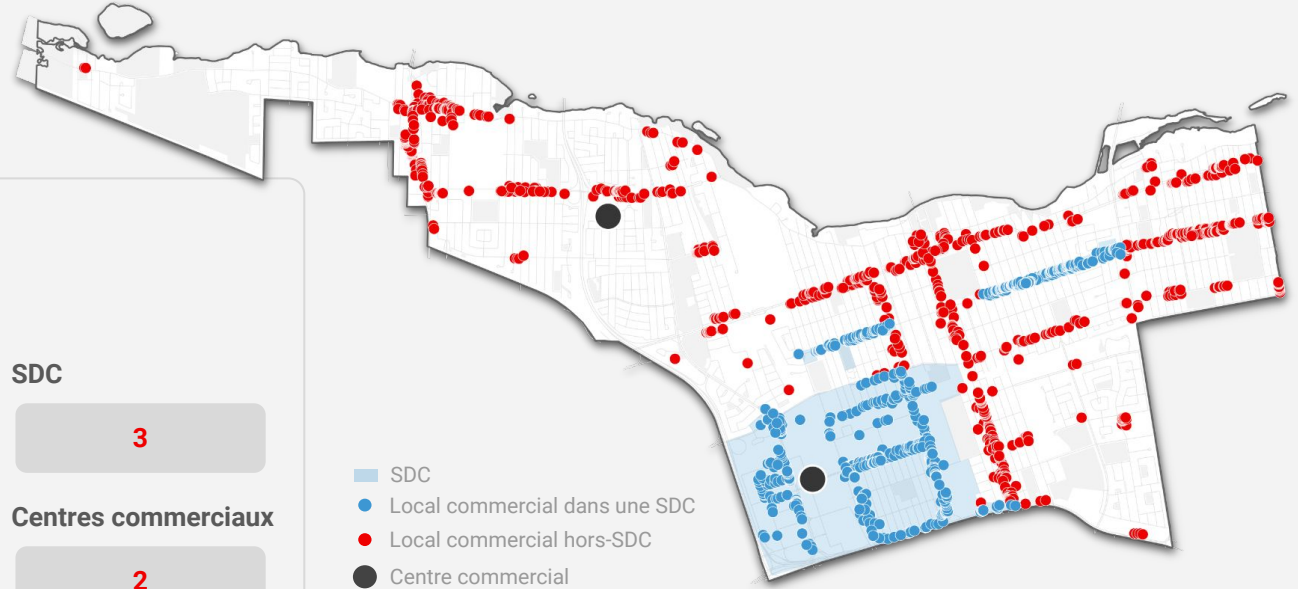 SDC
3
Centres commerciaux
2
SDC
Local commercial dans une SDC
Local commercial hors-SDC
Centre commercial